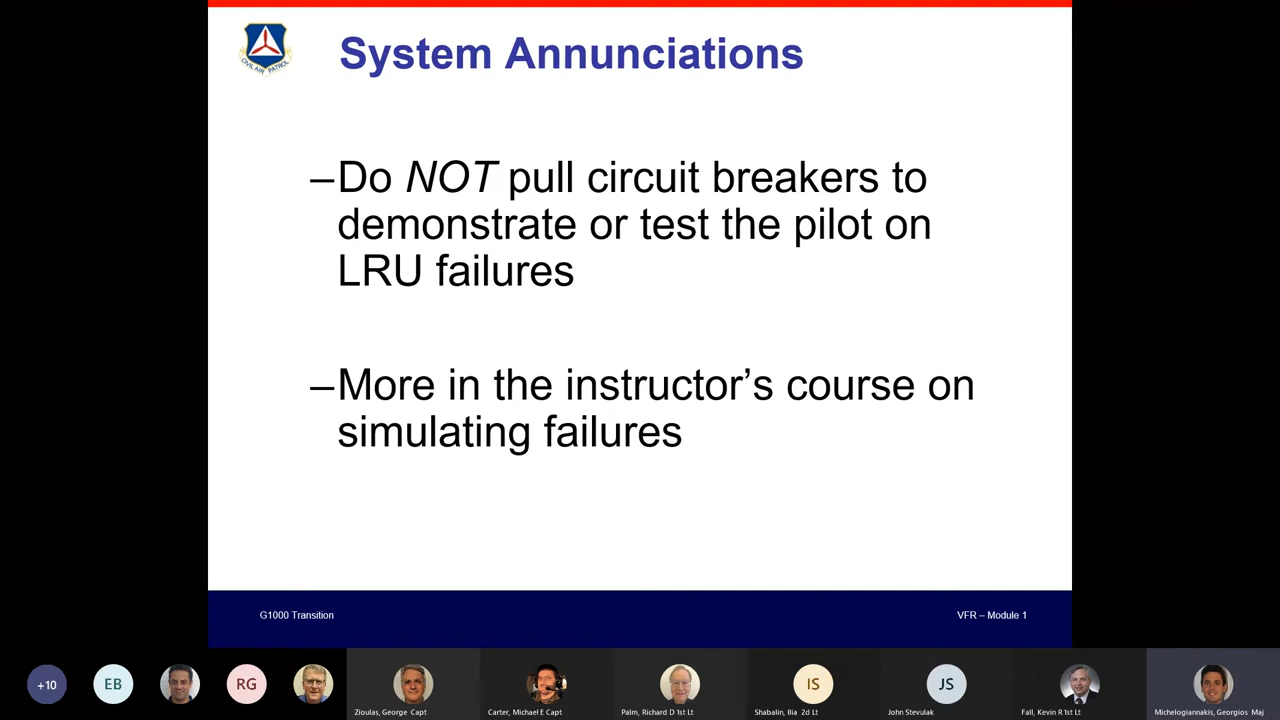 CIVIL AIR PATROL
System Annunciations
–Do NOT pull circuit breakers to
demonstrate or test the pilot on
LRU failures
–More in the instructor’s course on
simulating failures
G1000 Transition
VFR – Module 1
+10
EB
RG
IS
JS
Zioulas, George Capt
Carter, Michael E Capt
Palm, Richard D 1st Lt
Shabalin, Ilia 2d Lt
John Stevulak
Fall, Kevin R 1st Lt
Michelogiannakis, Georgios Maj